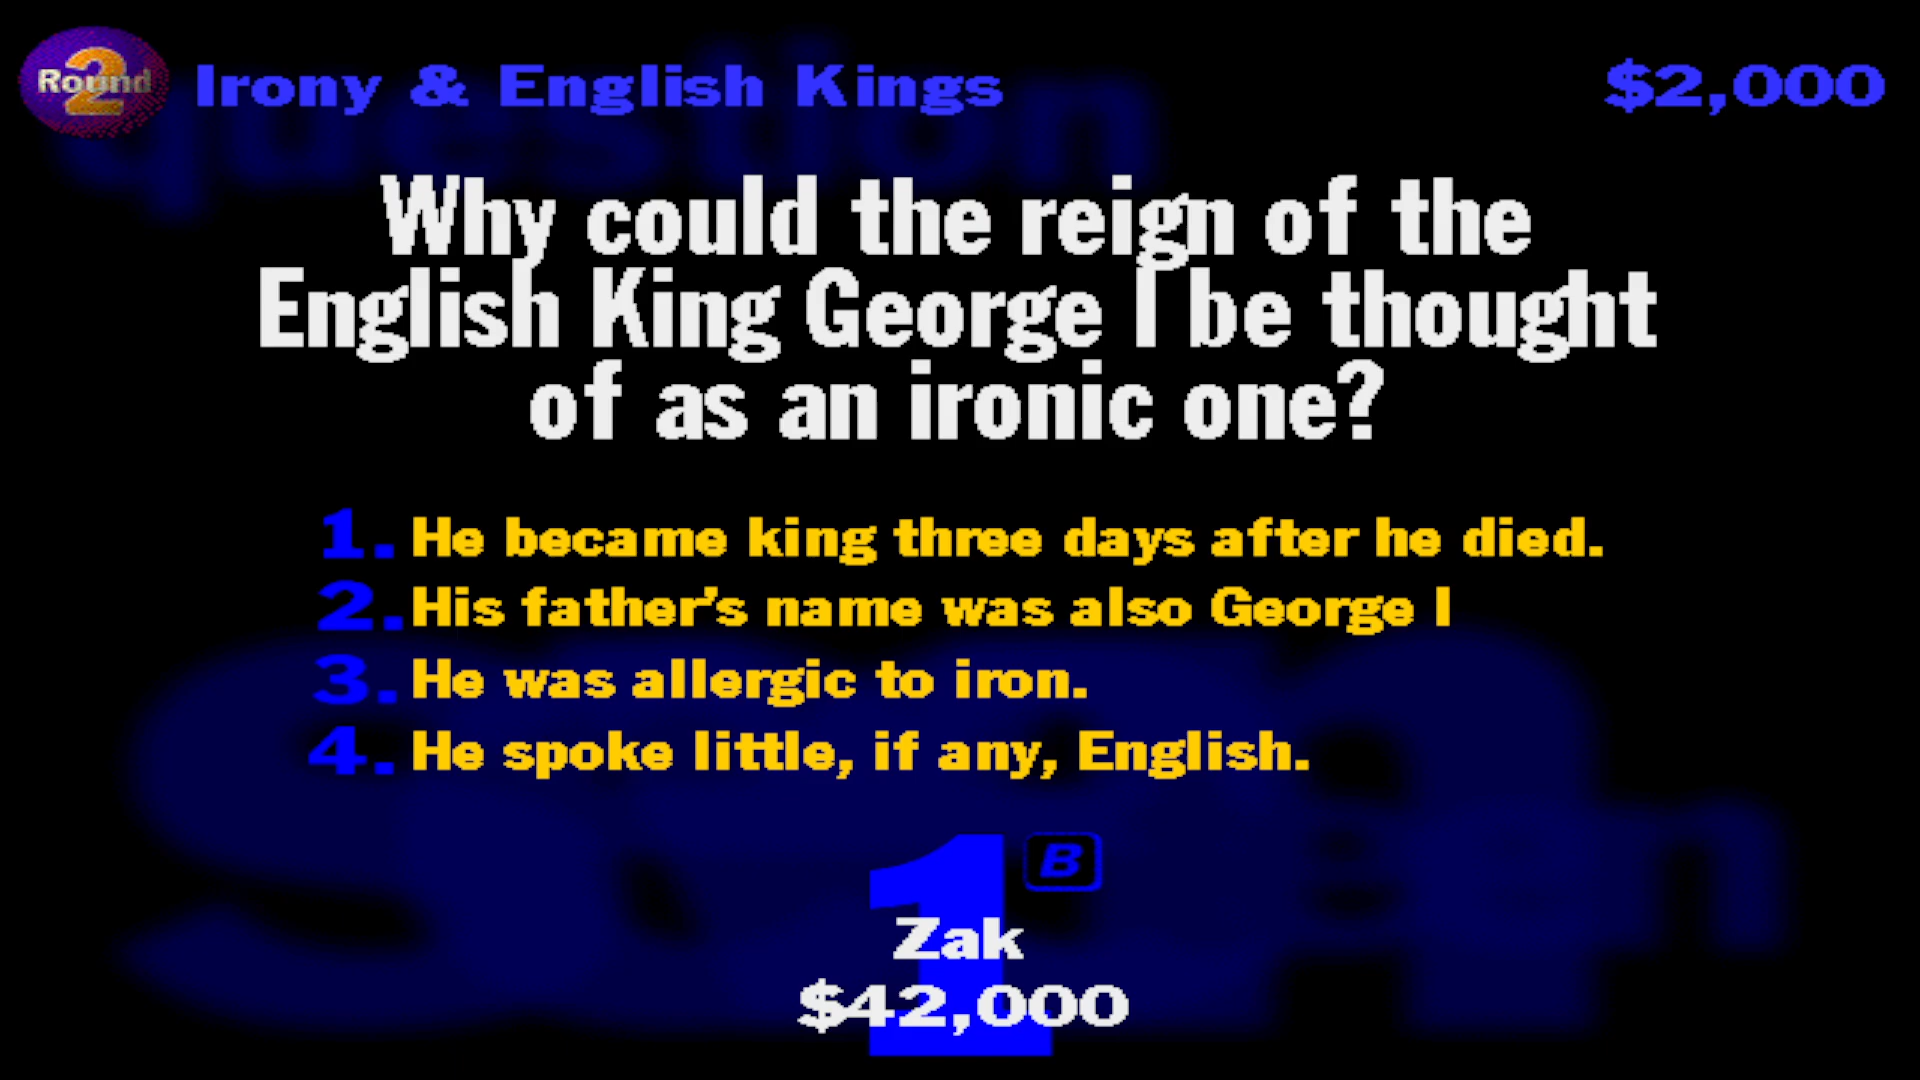 Round 2
Irony & English Kings
$2,000
question
Why could the reign of the
English King George I be thought
of as an ironic one?
1. He became king three days after he died.
2. His father's name was also George I
3. He was allergic to iron.
4. He spoke little, if any, English.
1
B
Zak
$42,000